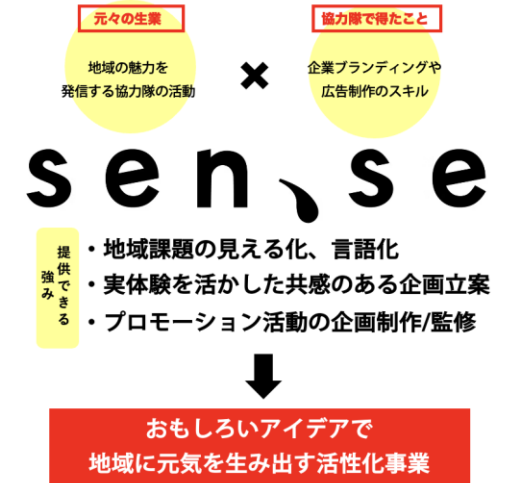 元々の生業
協力隊で得たこと
地域の魅力を
発信する協力隊の活動
×
企業ブランディングや
広告制作のスキル
sen、se
提供できる
強み
・地域課題の見える化、言語化
・実体験を活かした共感のある企画立案
・プロモーション活動の企画制作/監修
おもしろいアイデアで
地域に元気を生み出す活性化事業